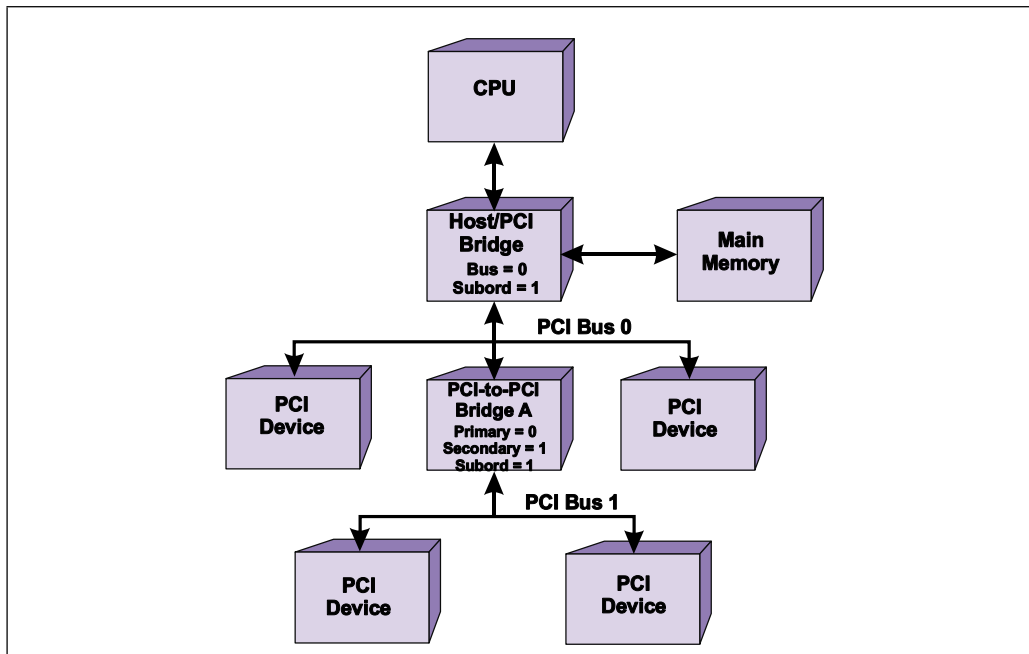 CPU
Host/PCI
Bridge
Bus = 0
Subord = 1
Main
Memory
PCI Bus 0
PCI
Device
PCI-to-PCI
Bridge A
Primary = 0
Secondary = 1
Subord = 1
PCI
Device
PCI Bus 1
PCI
Device
PCI
Device